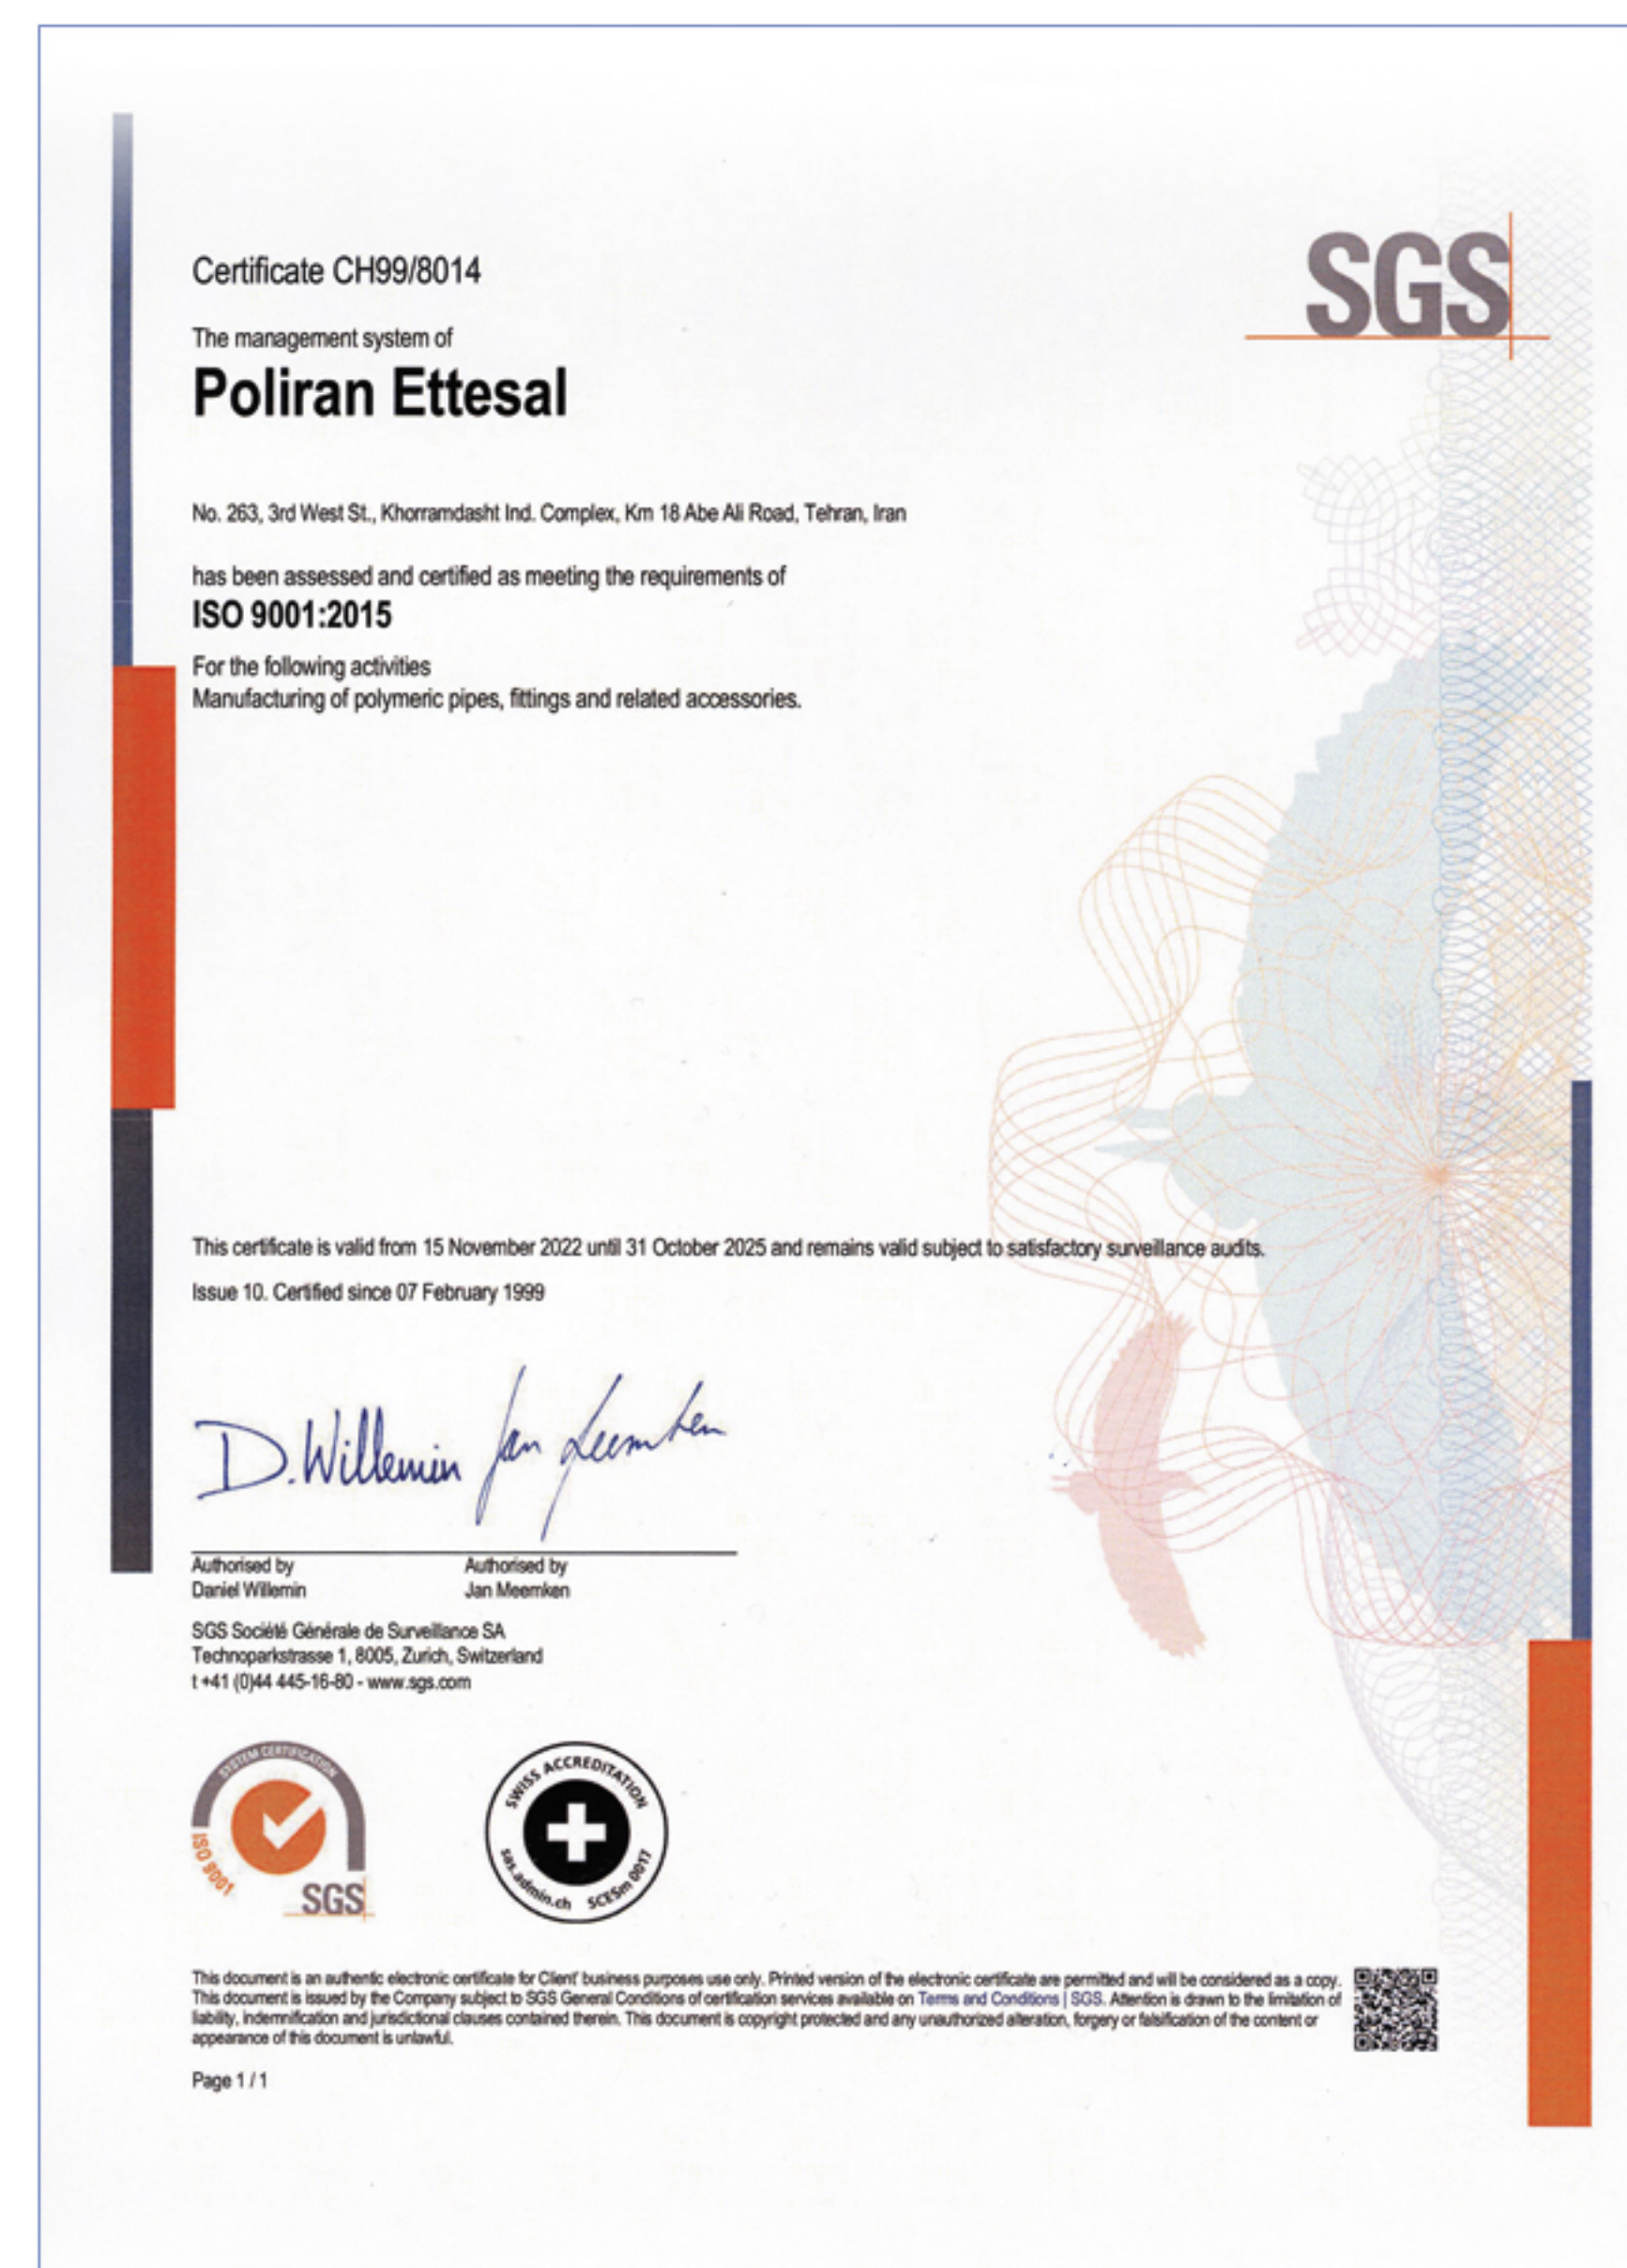 SGS
Certificate CH99/8014
The management system of
Poliran Ettesal
No. 263, 3rd West St., Khorramdasht Ind. Complex, Km 18 Abe Ali Road, Tehran, Iran
has been assessed and certified as meeting the requirements of
ISO 9001:2015
For the following activities
Manufacturing of polymeric pipes, fittings and related accessories.
This certificate is valid from 15 November 2022 until 31 October 2025 and remains valid subject to satisfactory surveillance audits.
Issue 10. Certified since 07 February 1999
D. Willemin Jan Meemken
Authorised by Authorised by
Daniel Willemin Jan Meemken
SGS Société Générale de Surveillance SA
Technoparkstrasse 1, 8005, Zurich, Switzerland
t +41 (0)44 445-16-80 - www.sgs.com
SYSTEM CERTIFICATION
ISO 9001
SGS
SWISS ACCREDITATION
sas.admin.ch SCESm 0017
This document is an authentic electronic certificate for Client' business purposes use only. Printed version of the electronic certificate are permitted and will be considered as a copy.
This document is issued by the Company subject to SGS General Conditions of certification services available on Terms and Conditions | SGS. Attention is drawn to the limitation of
liability, indemnification and jurisdictional clauses contained therein. This document is copyright protected and any unauthorized alteration, forgery or falsification of the content or
appearance of this document is unlawful.
Page 1 / 1